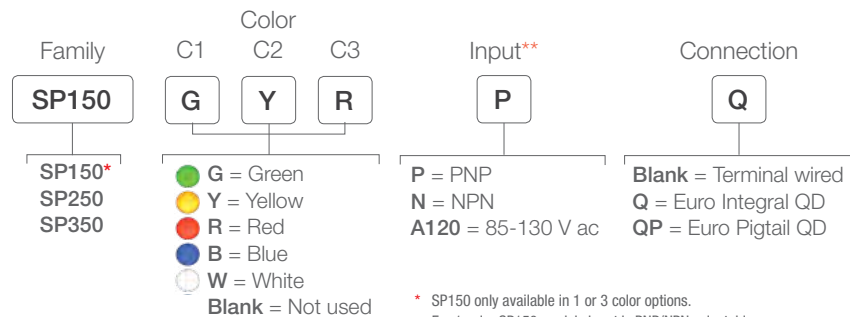 Color
Family C1 C2 C3 Input** Connection
SP150 G Y R P Q
SP150* G = Green P = PNP Blank = Terminal wired
SP250 Y = Yellow N = NPN Q = Euro Integral QD
SP350 R = Red A120 = 85-130 V ac QP = Euro Pigtail QD
B = Blue
W = White
Blank = Not used * SP150 only available in 1 or 3 color options.